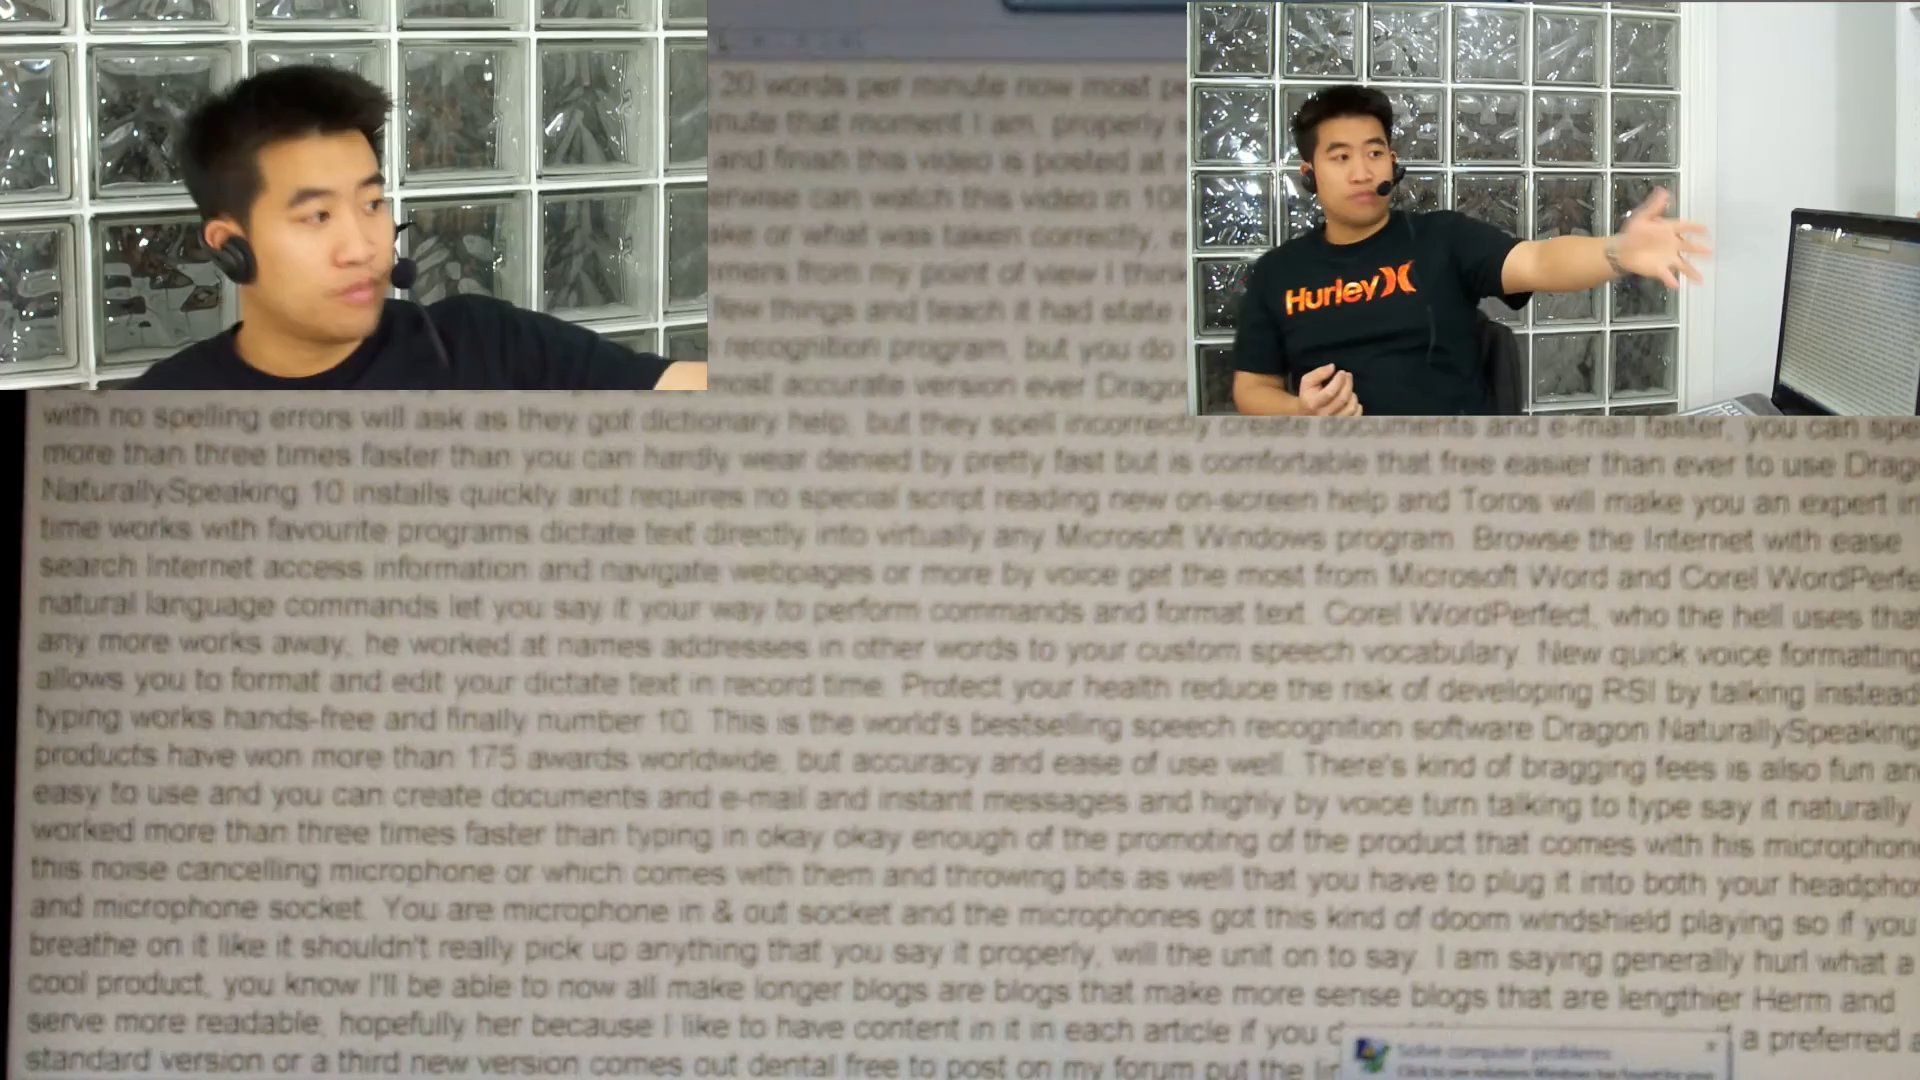 20 words per minute now most
that moment I am, properly
and finish this video is posted at
can watch this video in
or what was taken correctly,
from my point of view I think
few things and teach it had state
recognition program, but you do
most accurate version ever Dragon
Hurley
with no spelling errors will ask as they got dictionary help, but they spell incorrectly create documents and e-mail faster, you can
more than three times faster than you can hardly wear denied by pretty fast but is comfortable that free easier than ever to use
NaturallySpeaking 10 installs quickly and requires no special script reading new on-screen help and Toros will make you an expert in
time works with favourite programs dictate text directly into virtually any Microsoft Windows program. Browse the Internet with ease
search Internet access information and navigate webpages or more by voice get the most from Microsoft Word and Corel
natural language commands let you say it your way to perform commands and format text. Corel WordPerfect, who the hell uses that
any more works away, he worked at names addresses in other words to your custom speech vocabulary. New quick voice formatting
allows you to format and edit your dictate text in record time. Protect your health reduce the risk of developing RSI by talking instead
typing works hands-free and finally number 10. This is the world's bestselling speech recognition software Dragon NaturallySpeaking
products have won more than 175 awards worldwide, but accuracy and ease of use well. There's kind of bragging fees is also fun
easy to use and you can create documents and e-mail and instant messages and highly by voice turn talking to type say it naturally
worked more than three times faster than typing in okay okay enough of the promoting of the product that comes with his microphone
this noise cancelling microphone or which comes with them and throwing bits as well that you have to plug it into both your
and microphone socket. You are microphone in & out socket and the microphones got this kind of doom windshield playing so if you
breathe on it like it shouldn't really pick up anything that you say it properly, will the unit on to say. I am saying generally hurl what a
cool product, you know I'll be able to now all make longer blogs are blogs that make more sense blogs that are lengthier Herm and
serve more readable, hopefully her because I like to have content in it in each article if you a preferred
standard version or a third new version comes out dental free to post on my forum put the
Solve computer problems